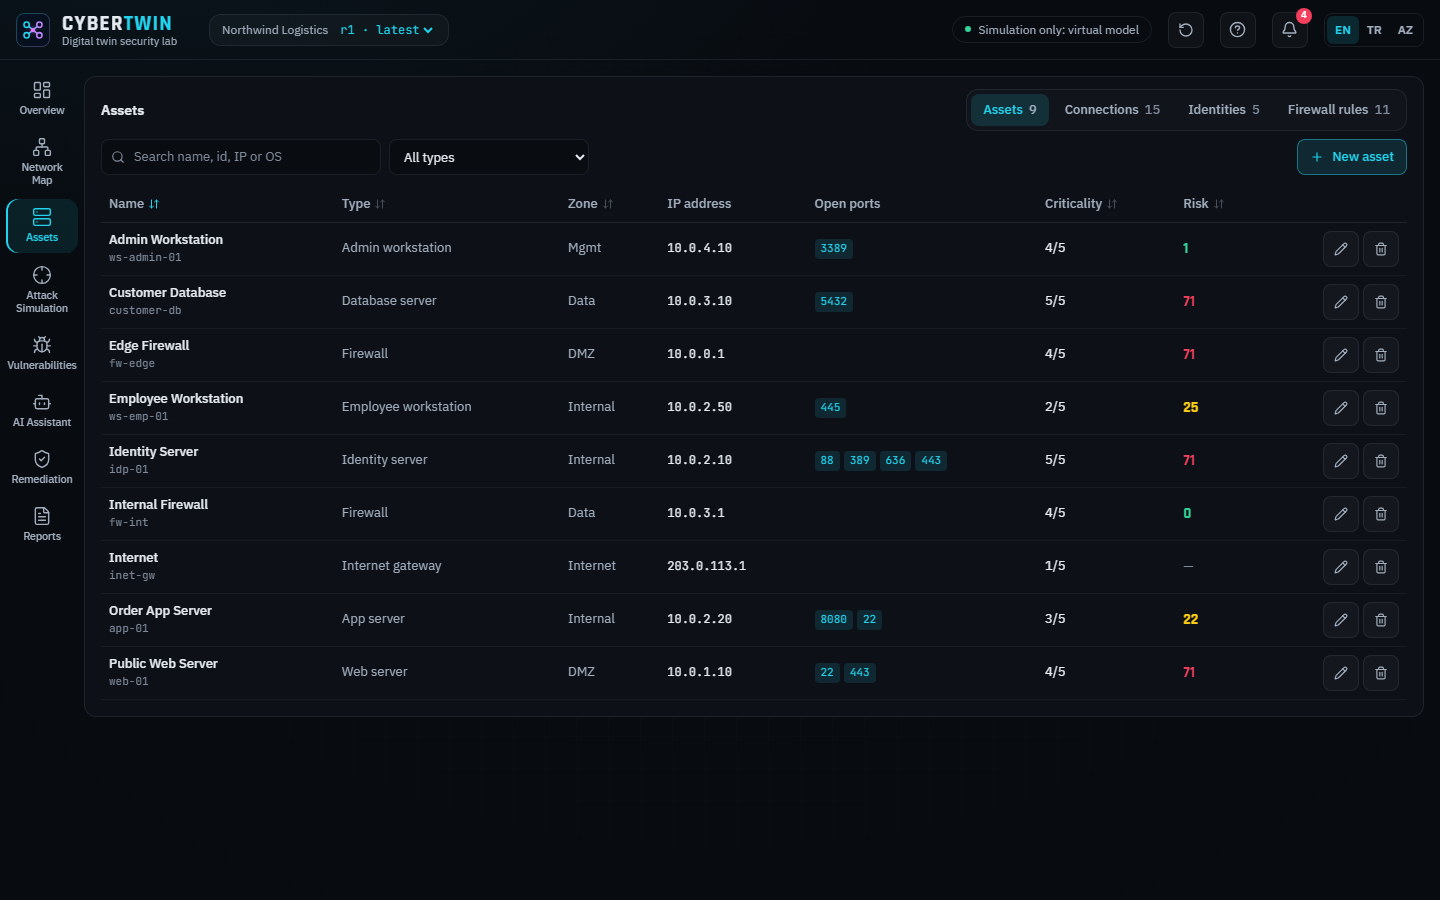 CYBERTWIN
Digital twin security lab
Northwind Logistics r1 · latest
Simulation only: virtual model
4
EN TR AZ
Overview
Network Map
Assets
Attack Simulation
Vulnerabilities
AI Assistant
Remediation
Reports
Assets
Assets 9 Connections 15 Identities 5 Firewall rules 11
Search name, id, IP or OS
All types
New asset
Name Type Zone IP address Open ports Criticality Risk
Admin Workstation Admin workstation Mgmt 10.0.4.10 3389 4/5 1
ws-admin-01
Customer Database Database server Data 10.0.3.10 5432 5/5 71
customer-db
Edge Firewall Firewall DMZ 10.0.0.1 4/5 71
fw-edge
Employee Workstation Employee workstation Internal 10.0.2.50 445 2/5 25
ws-emp-01
Identity Server Identity server Internal 10.0.2.10 88 389 636 443 5/5 71
idp-01
Internal Firewall Firewall Data 10.0.3.1 4/5 0
fw-int
Internet Internet gateway Internet 203.0.113.1 1/5 —
inet-gw
Order App Server App server Internal 10.0.2.20 8080 22 3/5 22
app-01
Public Web Server Web server DMZ 10.0.1.10 22 443 4/5 71
web-01